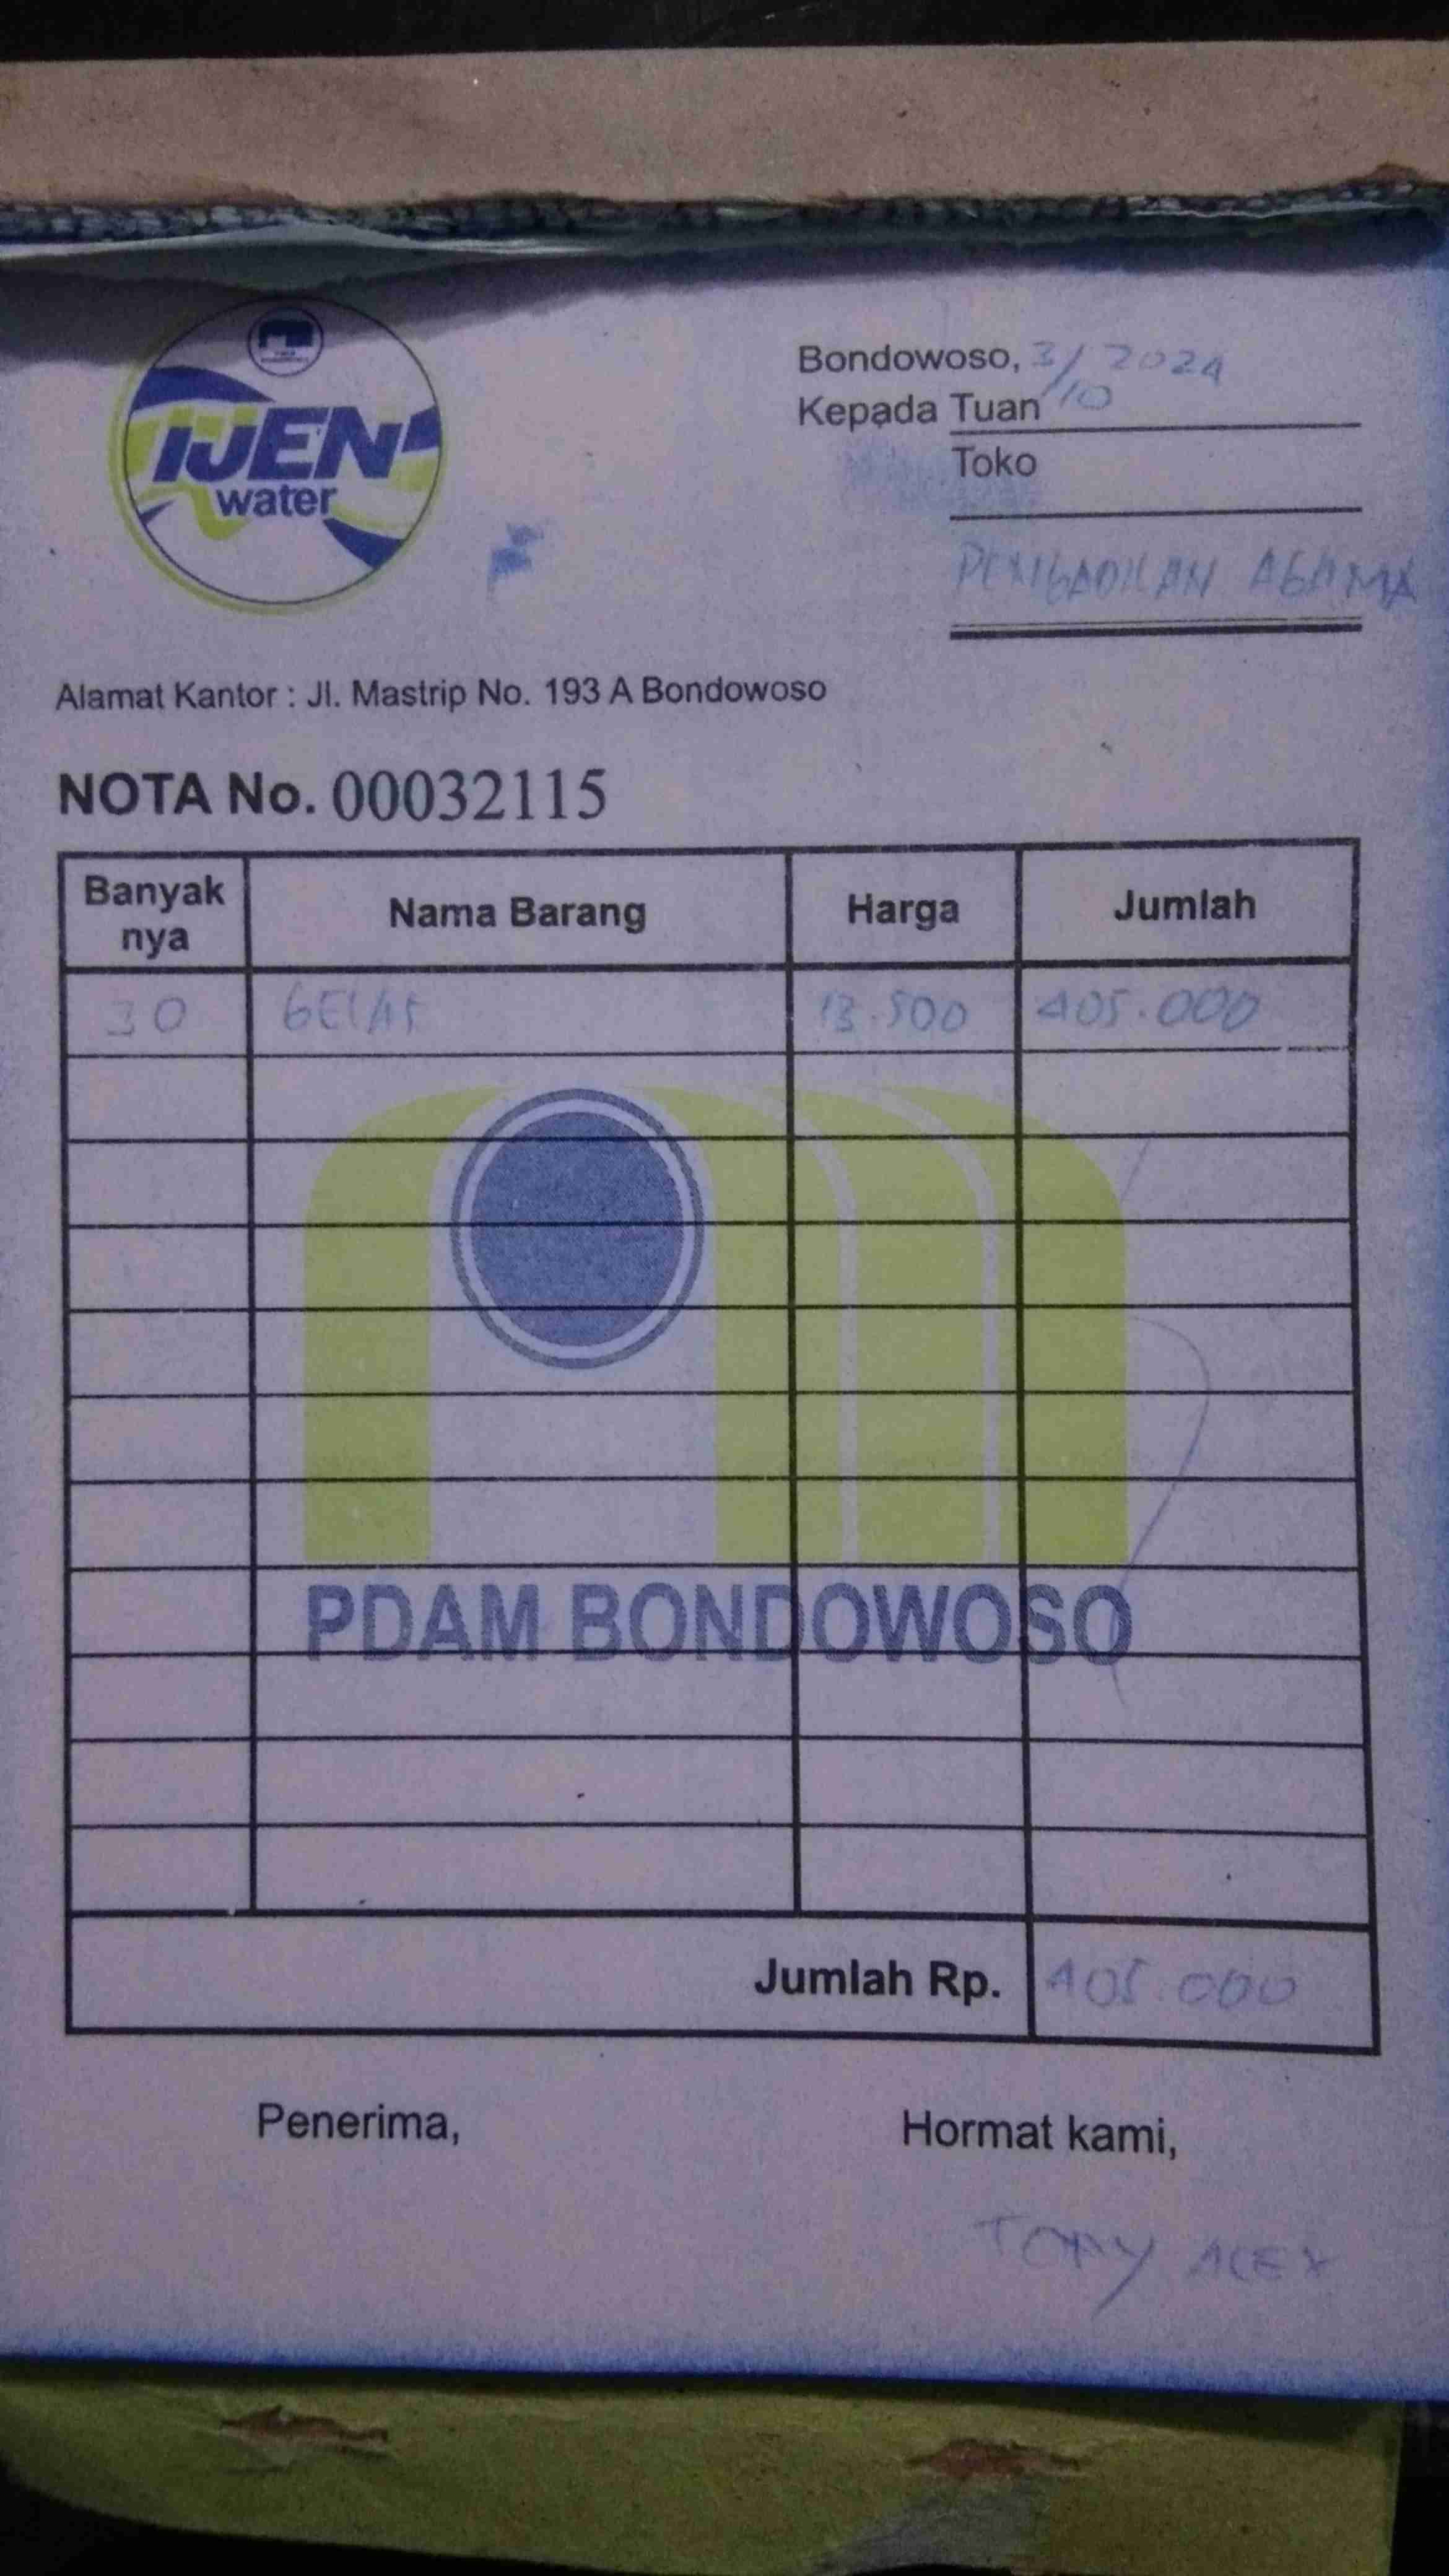 IJEN
water
Bondowoso, 3/10 2024
Kepada Tuan
Toko
PENGADILAN AGAMA
Alamat Kantor : Jl. Mastrip No. 193 A Bondowoso
NOTA No. 00032115
Banyak nya Nama Barang Harga Jumlah
30 GELAS 13.500 405.000
PDAM BONDOWOSO
Jumlah Rp. 405.000
Penerima, Hormat kami,
TONY ALEX